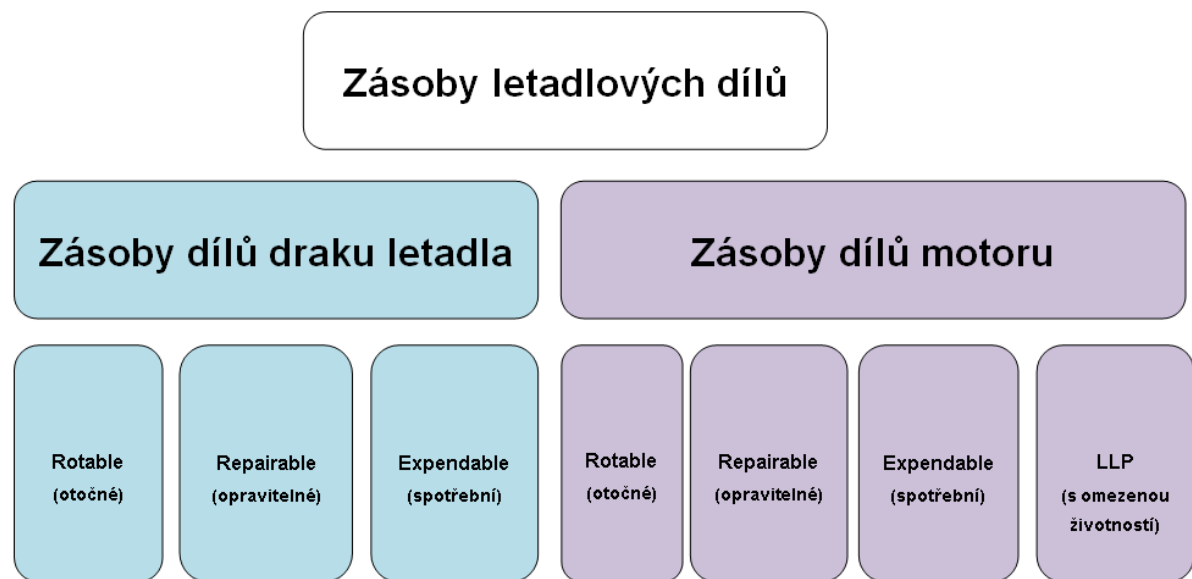 Zásoby letadlových dílů
Zásoby dílů draku letadla
Zásoby dílů motoru
Rotable
(otočné)
Repairable
(opravitelné)
Expendable
(spotřební)
Rotable
(otočné)
Repairable
(opravitelné)
Expendable
(spotřební)
LLP
(s omezenou
životností)